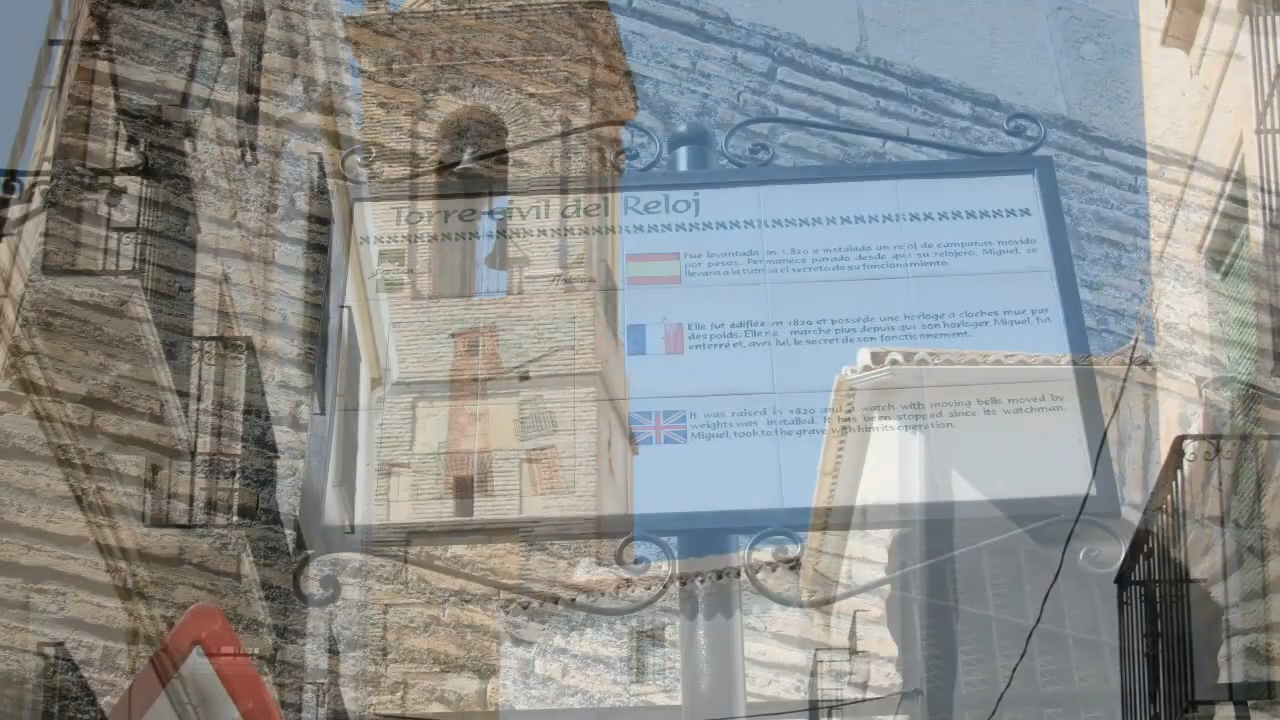 Torre civil del Reloj
Fue levantada en 1820 e instalado un reloj de campanas movido
por pesas. Permanece parado desde que su relojero, Miguel, se
llevara a la tumba el secreto de su funcionamiento.
Elle fut édifiée en 1820 et possède une horloge à cloches mue par
des poids. Elle ne marche plus depuis que son horloger, Miguel, fut
enterré et, avec lui, le secret de son fonctionnement.
It was raised in 1820 and a watch with moving bells moved by
weights was installed. It has been stopped since its watchman,
Miguel, took to the grave with him its operation.